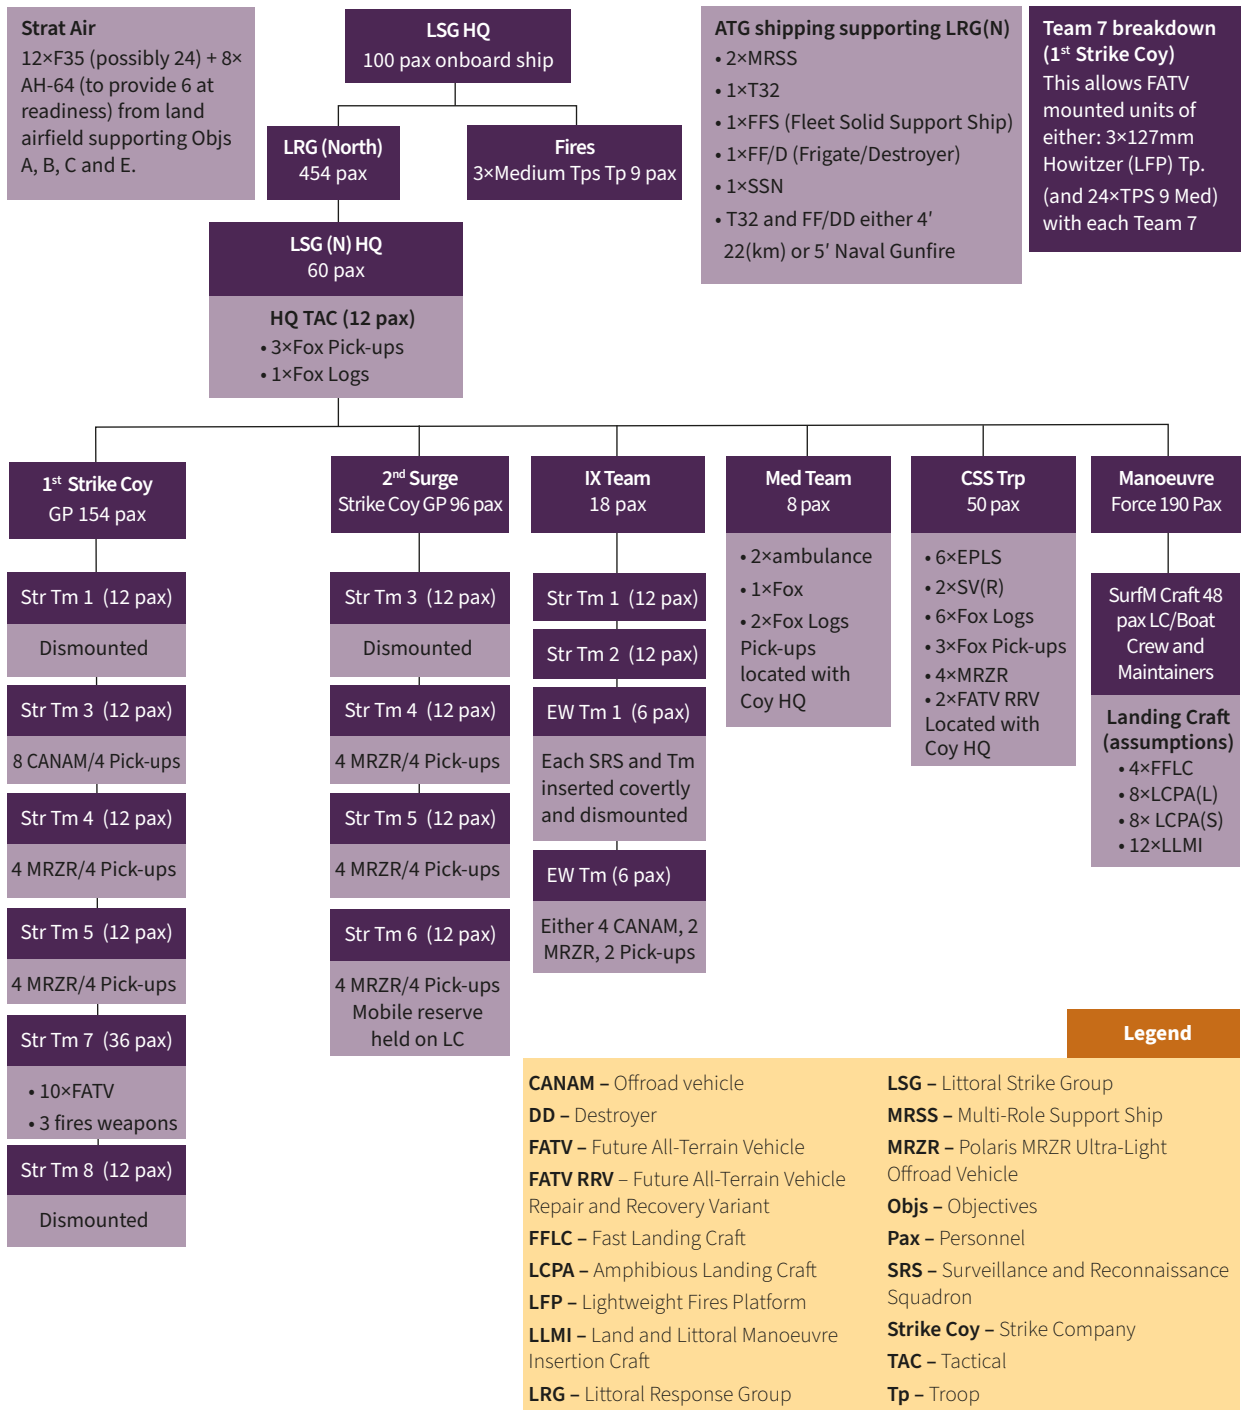 Strat Air
12×F35 (possibly 24) + 8×
AH-64 (to provide 6 at
readiness) from land
airfield supporting Objs
A, B, C and E.
LSG HQ
100 pax onboard ship
LRG (North)
454 pax
Fires
3×Medium Tps Tp 9 pax
LSG (N) HQ
60 pax
HQ TAC (12 pax)
• 3×Fox Pick-ups
• 1×Fox Logs
ATG shipping supporting LRG(N)
• 2×MRSS
• 1×T32
• 1×FFS (Fleet Solid Support Ship)
• 1×FF/D (Frigate/Destroyer)
• 1×SSN
• T32 and FF/DD either 4′
22(km) or 5′ Naval Gunfire
Team 7 breakdown
(1st Strike Coy)
This allows FATV
mounted units of
either: 3×127mm
Howitzer (LFP) Tp.
(and 24×TPS 9 Med)
with each Team 7
1st Strike Coy
GP 154 pax
Str Tm 1 (12 pax)
Dismounted
Str Tm 3 (12 pax)
8 CANAM/4 Pick-ups
Str Tm 4 (12 pax)
4 MRZR/4 Pick-ups
Str Tm 5 (12 pax)
4 MRZR/4 Pick-ups
Str Tm 7 (36 pax)
• 10×FATV
• 3 fires weapons
Str Tm 8 (12 pax)
Dismounted
2nd Surge
Strike Coy GP 96 pax
Str Tm 3 (12 pax)
Dismounted
Str Tm 4 (12 pax)
4 MRZR/4 Pick-ups
Str Tm 5 (12 pax)
4 MRZR/4 Pick-ups
Str Tm 6 (12 pax)
4 MRZR/4 Pick-ups
Mobile reserve
held on LC
IX Team
18 pax
Str Tm 1 (12 pax)
Str Tm 2 (12 pax)
EW Tm 1 (6 pax)
Each SRS and Tm
inserted covertly
and dismounted
EW Tm (6 pax)
Either 4 CANAM, 2
MRZR, 2 Pick-ups
Med Team
8 pax
• 2×ambulance
• 1×Fox
• 2×Fox Logs
Pick-ups
located with
Coy HQ
CSS Trp
50 pax
• 6×EPLS
• 2×SV(R)
• 6×Fox Logs
• 3×Fox Pick-ups
• 4×MRZR
• 2×FATV RRV
Located with
Coy HQ
Manoeuvre
Force 190 Pax
SurfM Craft 48
pax LC/Boat
Crew and
Maintainers
Landing Craft
(assumptions)
• 4×FFLC
• 8×LCPA(L)
• 8× LCPA(S)
• 12×LLMI
Legend
CANAM – Offroad vehicle
DD – Destroyer
FATV – Future All-Terrain Vehicle
FATV RRV – Future All-Terrain Vehicle
Repair and Recovery Variant
FFLC – Fast Landing Craft
LCPA – Amphibious Landing Craft
LFP – Lightweight Fires Platform
LLMI – Land and Littoral Manoeuvre
Insertion Craft
LRG – Littoral Response Group
LSG – Littoral Strike Group
MRSS – Multi-Role Support Ship
MRZR – Polaris MRZR Ultra-Light
Offroad Vehicle
Objs – Objectives
Pax – Personnel
SRS – Surveillance and Reconnaissance
Squadron
Strike Coy – Strike Company
TAC – Tactical
Tp – Troop